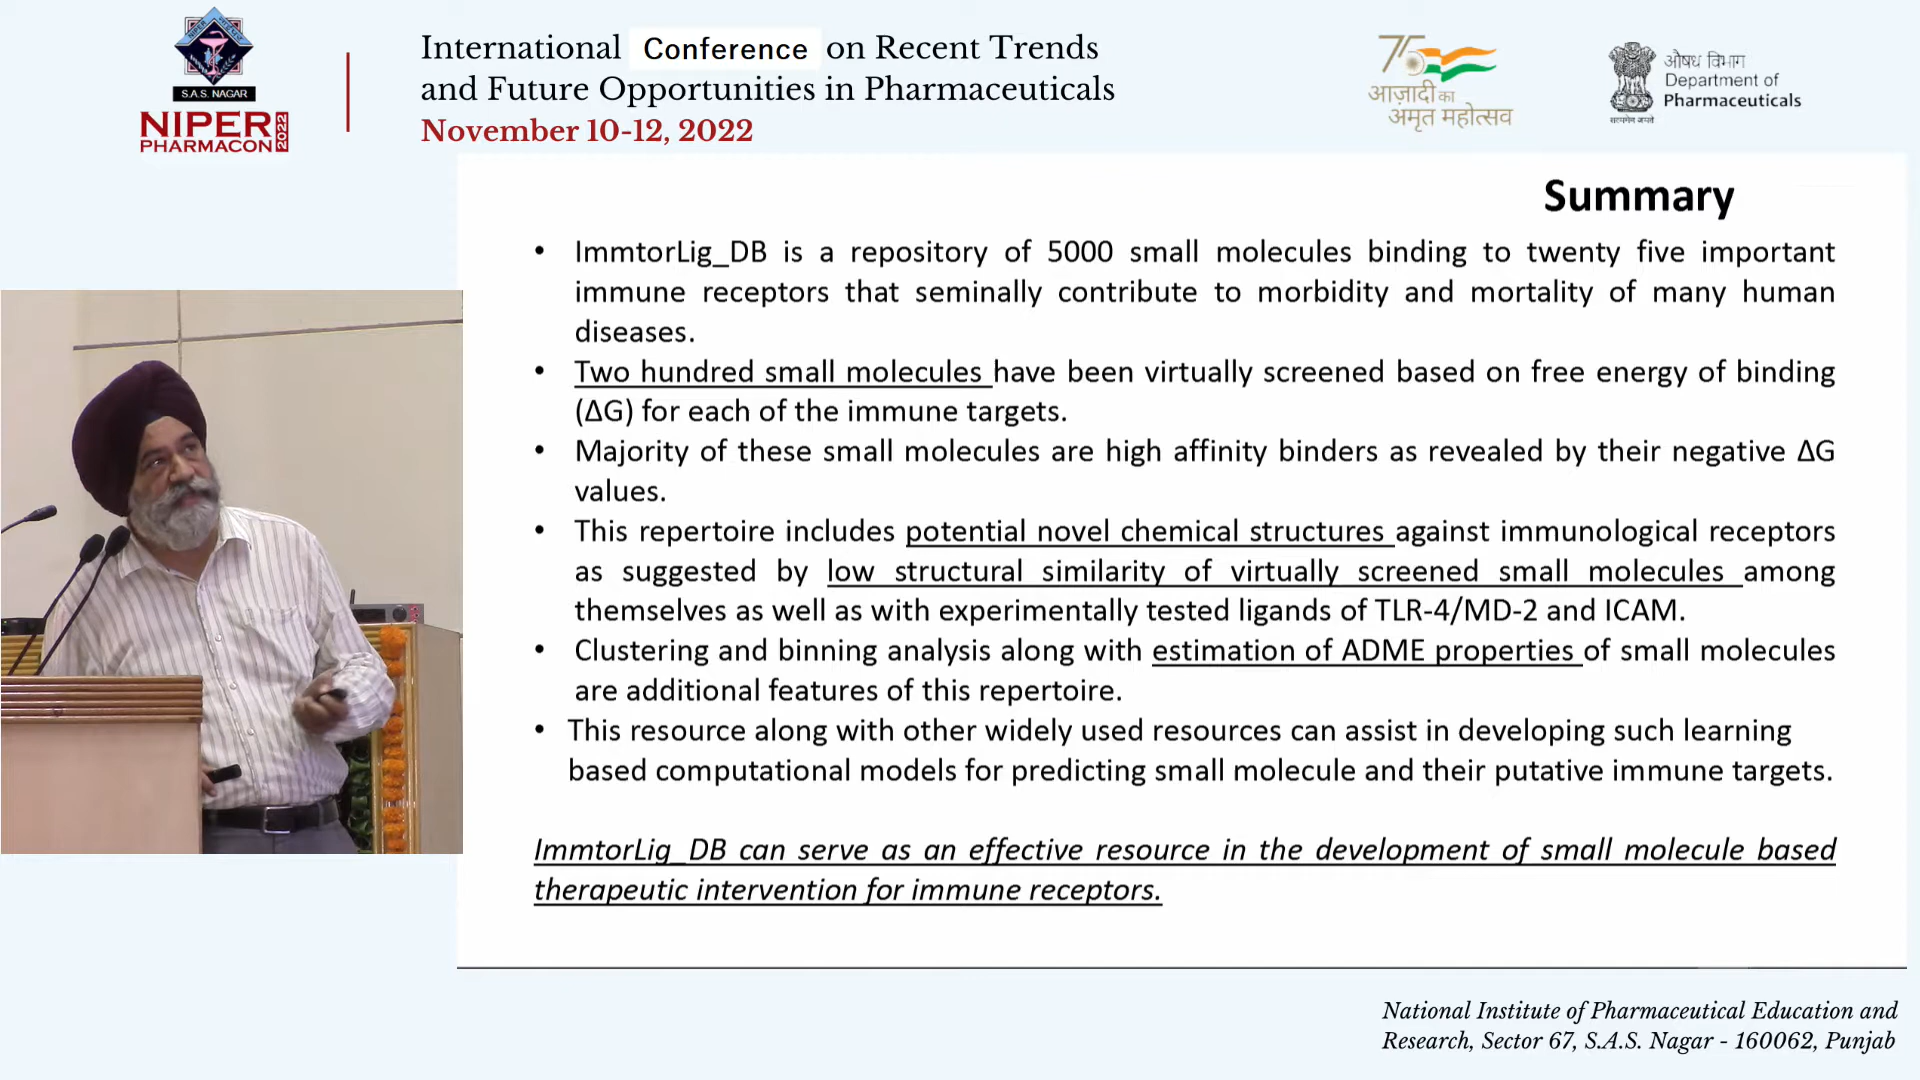 S.A.S. NAGAR
NIPER
PHARMACON 2022
International Conference on Recent Trends
and Future Opportunities in Pharmaceuticals
November 10-12, 2022
75
आज़ादी का
अमृत महोत्सव
औषध विभाग
Department of
Pharmaceuticals
सत्यमेव जयते
Summary
• ImmtorLig_DB is a repository of 5000 small molecules binding to twenty five important
immune receptors that seminally contribute to morbidity and mortality of many human
diseases.
• Two hundred small molecules have been virtually screened based on free energy of binding
(ΔG) for each of the immune targets.
• Majority of these small molecules are high affinity binders as revealed by their negative ΔG
values.
• This repertoire includes potential novel chemical structures against immunological receptors
as suggested by low structural similarity of virtually screened small molecules among
themselves as well as with experimentally tested ligands of TLR-4/MD-2 and ICAM.
• Clustering and binning analysis along with estimation of ADME properties of small molecules
are additional features of this repertoire.
• This resource along with other widely used resources can assist in developing such learning
based computational models for predicting small molecule and their putative immune targets.
ImmtorLig_DB can serve as an effective resource in the development of small molecule based
therapeutic intervention for immune receptors.
National Institute of Pharmaceutical Education and
Research, Sector 67, S.A.S. Nagar - 160062, Punjab